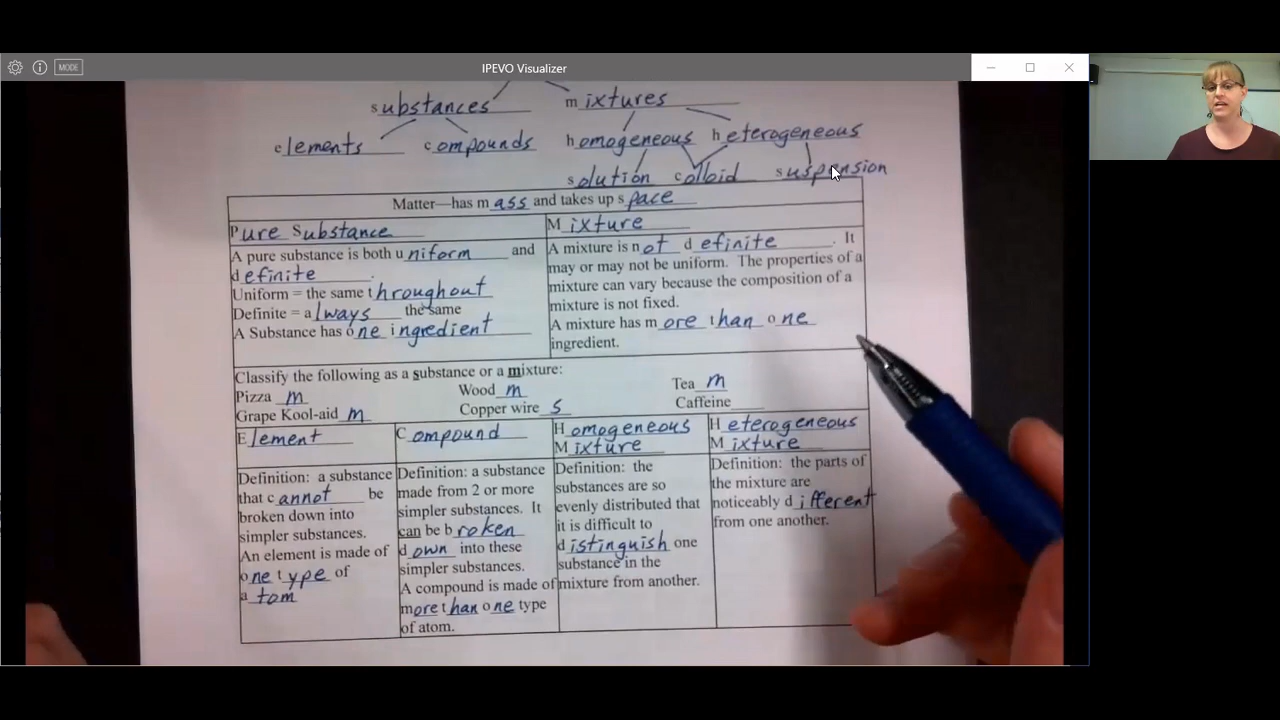 MODE
IPEVO Visualizer
substances mixtures
elements compounds homogeneous heterogeneous
solution colloid suspension
Matter—has mass and takes up space
Pure Substance
A pure substance is both uniform and
definite.
Uniform = the same throughout
Definite = always the same
A Substance has one ingredient
Mixture
A mixture is not definite. It
may or may not be uniform. The properties of a
mixture can vary because the composition of a
mixture is not fixed.
A mixture has more than one
ingredient.
Classify the following as a substance or a mixture:
Pizza m Wood m Tea m
Grape Kool-aid m Copper wire s Caffeine
Element
Definition: a substance
that cannot be
broken down into
simpler substances.
An element is made of
one type of
atom
Compound
Definition: a substance
made from 2 or more
simpler substances. It
can be broken
down into these
simpler substances.
A compound is made of
more than one type
of atom.
Homogeneous
Mixture
Definition: the
substances are so
evenly distributed that
it is difficult to
distinguish one
substance in the
mixture from another.
Heterogeneous
Mixture
Definition: the parts of
the mixture are
noticeably different
from one another.